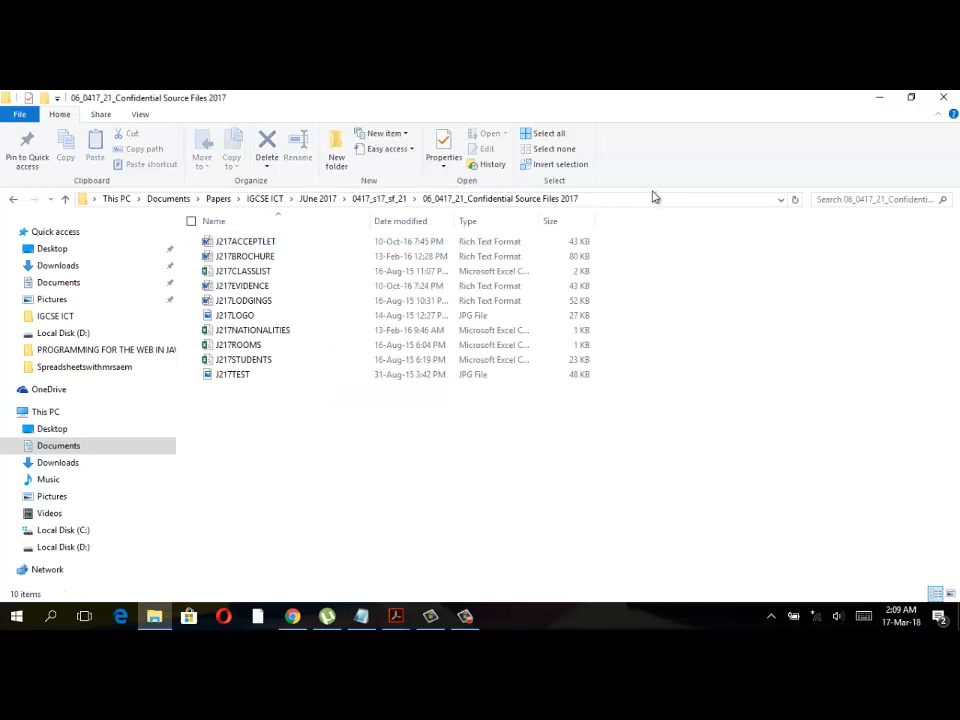 06_0417_21_Confidential Source Files 2017
File Home Share View
Pin to Quick access
Copy
Paste
Cut
Copy path
Paste shortcut
Move to
Copy to
Delete
Rename
New folder
New item
Easy access
Properties
Open
Edit
History
Select all
Select none
Invert selection
Clipboard Organize New Open Select
This PC Documents Papers IGCSE ICT JUne 2017 0417_s17_sf_21 06_0417_21_Confidential Source Files 2017
Search 06_0417_21_Confidenti...
Name Date modified Type Size
J217ACCEPTLET 10-Oct-16 7:45 PM Rich Text Format 43 KB
J217BROCHURE 13-Feb-16 12:28 PM Rich Text Format 80 KB
J217CLASSLIST 16-Aug-15 11:07 P... Microsoft Excel C... 2 KB
J217EVIDENCE 10-Oct-16 7:24 PM Rich Text Format 43 KB
J217LODGINGS 16-Aug-15 10:31 P... Rich Text Format 52 KB
J217LOGO 14-Aug-15 12:27 P... JPG File 27 KB
J217NATIONALITIES 13-Feb-16 9:46 AM Microsoft Excel C... 1 KB
J217ROOMS 16-Aug-15 6:04 PM Microsoft Excel C... 1 KB
J217STUDENTS 16-Aug-15 6:19 PM Microsoft Excel C... 23 KB
J217TEST 31-Aug-15 3:42 PM JPG File 48 KB
Quick access
Desktop
Downloads
Documents
Pictures
IGCSE ICT
Local Disk (D:)
PROGRAMMING FOR THE WEB IN JAV
Spreadsheetswithmrsaem
OneDrive
This PC
Desktop
Documents
Downloads
Music
Pictures
Videos
Local Disk (C:)
Local Disk (D:)
Network
10 items
2:09 AM
17-Mar-18
2